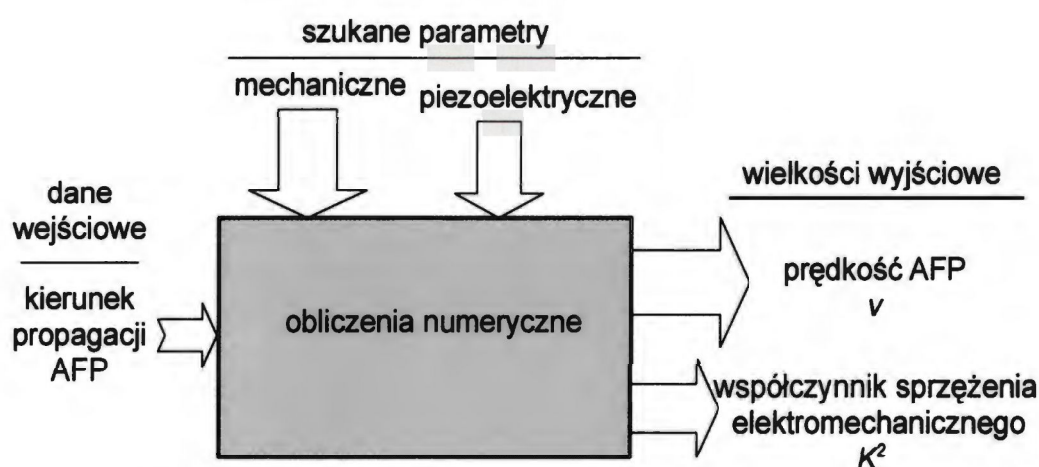 szukane parametry
mechaniczne
piezoelektryczne
dane
wejściowe
kierunek
propagacji
AFP
obliczenia numeryczne
wielkości wyjściowe
prędkość AFP
v
współczynnik sprzężenia
elektromechanicznego
K²